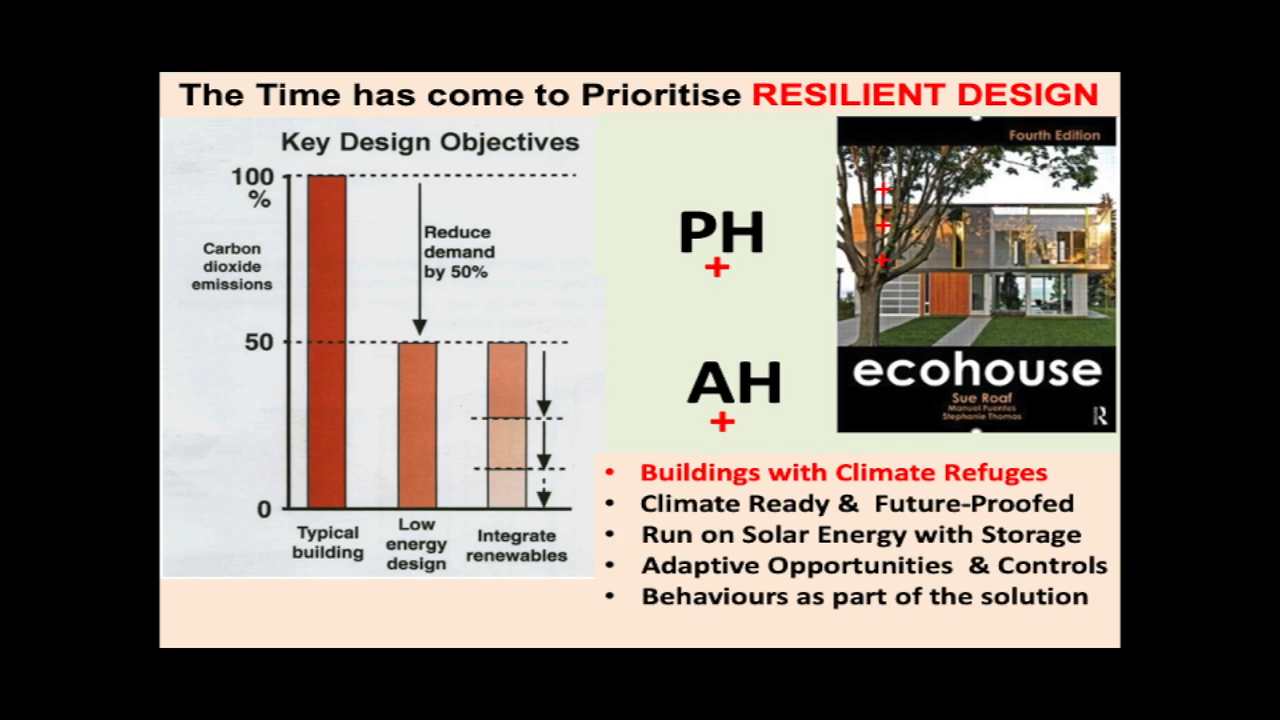 The Time has come to Prioritise RESILIENT DESIGN
Key Design Objectives
100
%
Carbon
dioxide
emissions
Reduce
demand
by 50%
50
0
Typical
building
Low
energy
design
Integrate
renewables
PH
+
AH
+
Fourth Edition
+
+
+
ecohouse
Sue Roaf
Manuel Fuentes
Stephanie Thomas
R
• Buildings with Climate Refuges
• Climate Ready & Future-Proofed
• Run on Solar Energy with Storage
• Adaptive Opportunities & Controls
• Behaviours as part of the solution